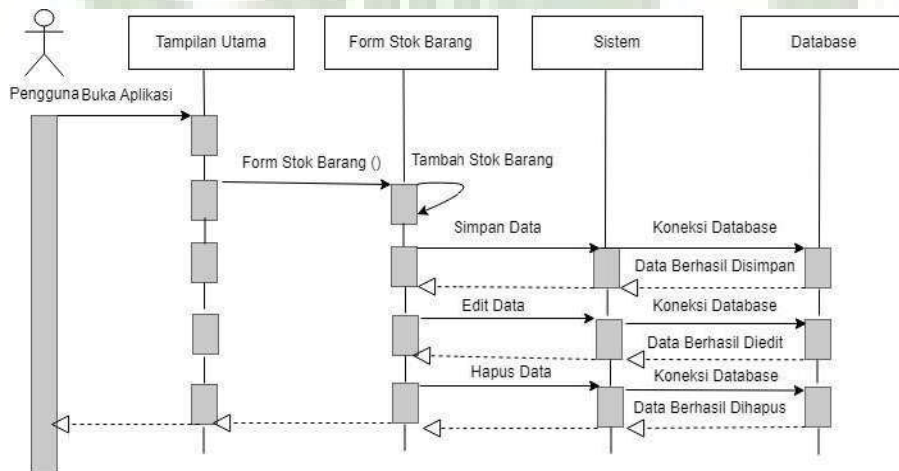 Tampilan Utama
Form Stok Barang
Sistem
Database
Pengguna
Buka Aplikasi
Form Stok Barang ()
Tambah Stok Barang
Simpan Data
Koneksi Database
Data Berhasil Disimpan
Edit Data
Koneksi Database
Data Berhasil Diedit
Hapus Data
Koneksi Database
Data Berhasil Dihapus